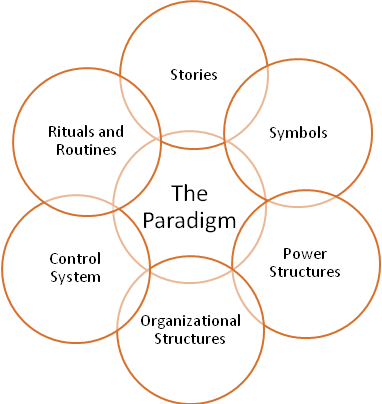 Stories
Rituals and
Routines
Symbols
The
Paradigm
Control
System
Power
Structures
Organizational
Structures